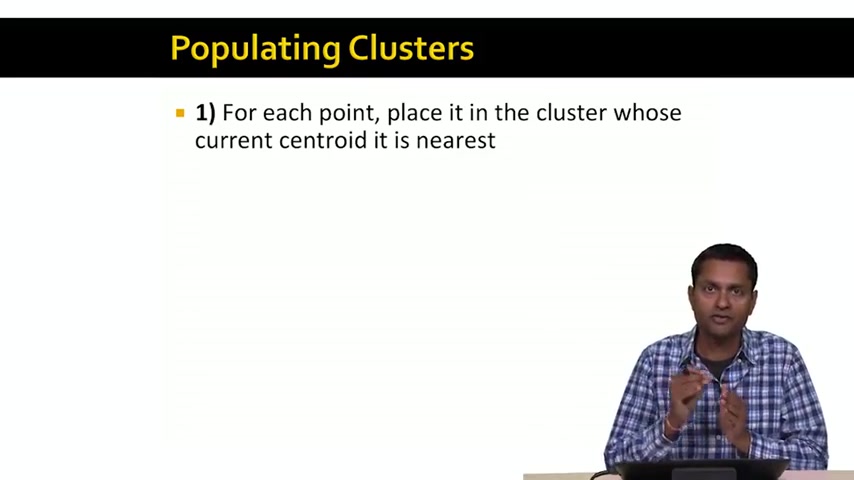 Populating Clusters
1) For each point, place it in the cluster whose
current centroid it is nearest